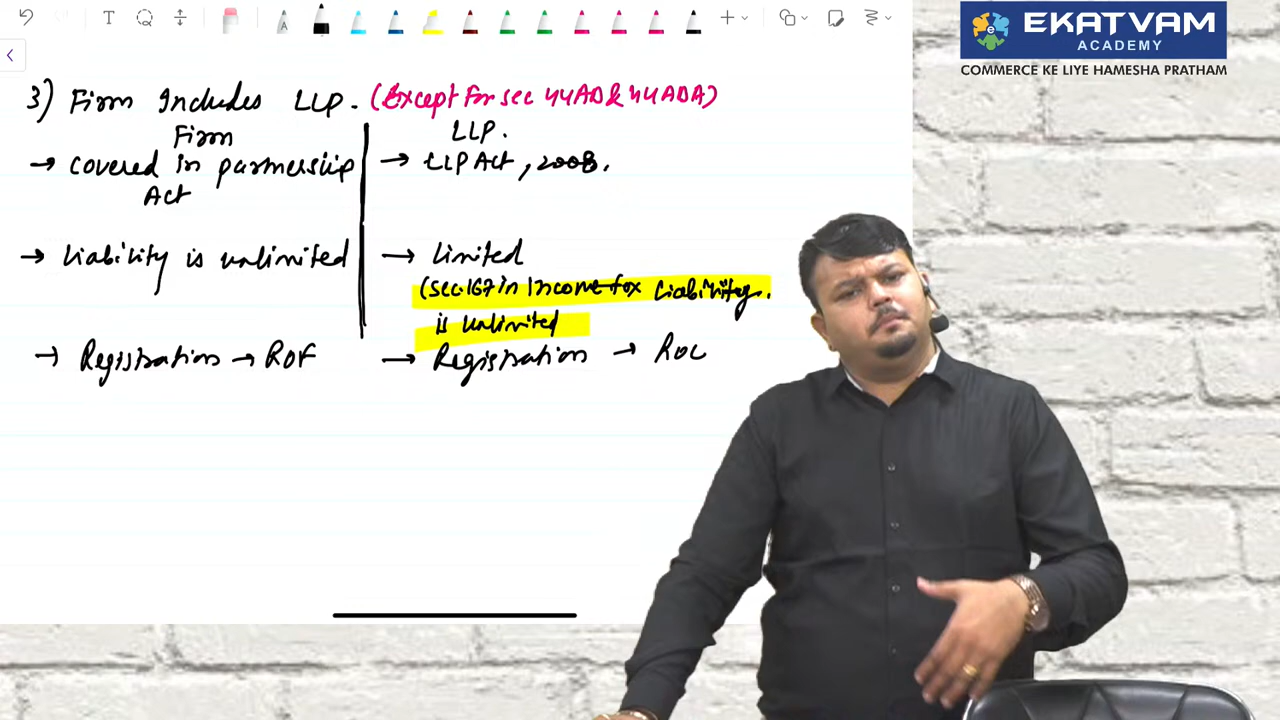 EKATVAM
ACADEMY
COMMERCE KE LIYE HAMESHA PRATHAM
3) Firm Includes LLP. (Except For Sec 44AD & 44ADA)
Firm
LLP.
→ Covered in partnership Act
→ LLP Act, 2008.
→ Liability is unlimited
→ Limited
(Sec.167 in Income tax Liability.
is unlimited
→ Registration → ROF
→ Registration → ROC